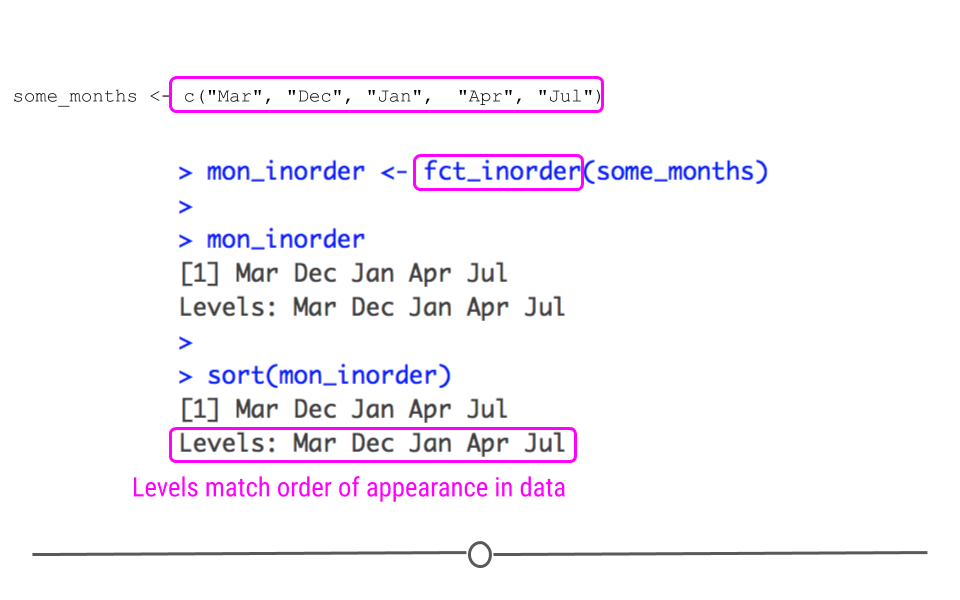 some_months <- c("Mar", "Dec", "Jan",  "Apr", "Jul")
> mon_inorder <- fct_inorder(some_months)
>
> mon_inorder
[1] Mar Dec Jan Apr Jul
Levels: Mar Dec Jan Apr Jul
>
> sort(mon_inorder)
[1] Mar Dec Jan Apr Jul
Levels: Mar Dec Jan Apr Jul
Levels match order of appearance in data